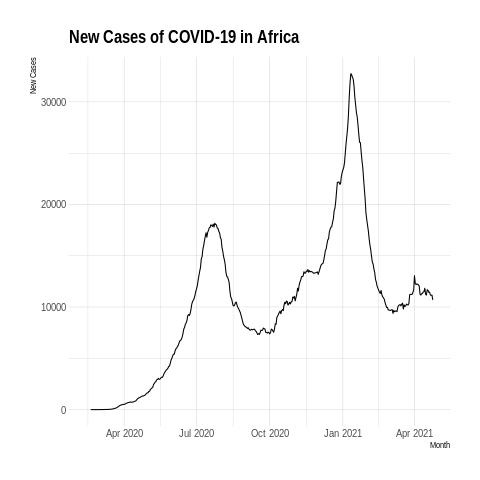 New Cases of COVID-19 in Africa
New Cases
30000
20000
10000
0
Apr 2020
Jul 2020
Oct 2020
Jan 2021
Apr 2021
Month